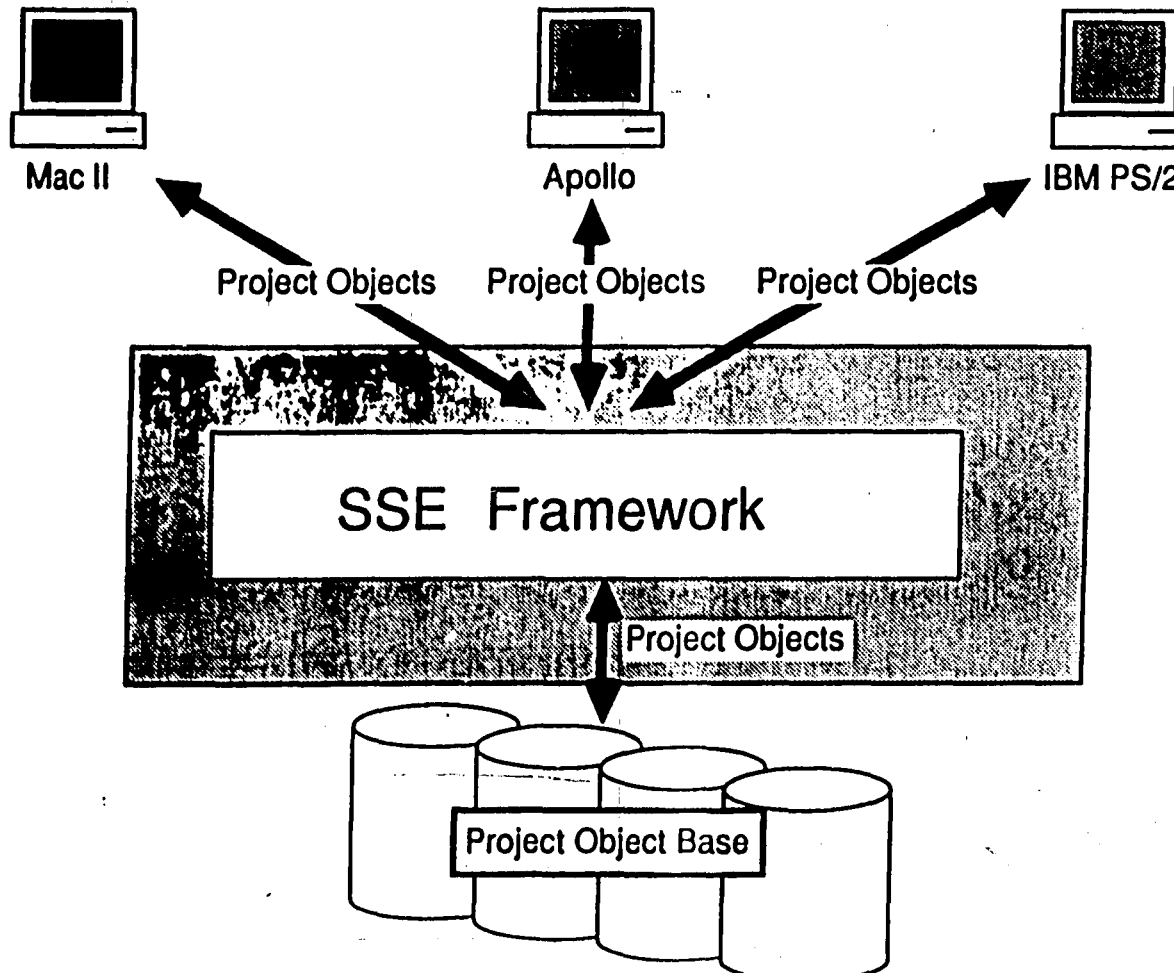 Mac II
Apollo
IBM PS/2
Project Objects
Project Objects
Project Objects
SSE Framework
Project Objects
Project Object Base